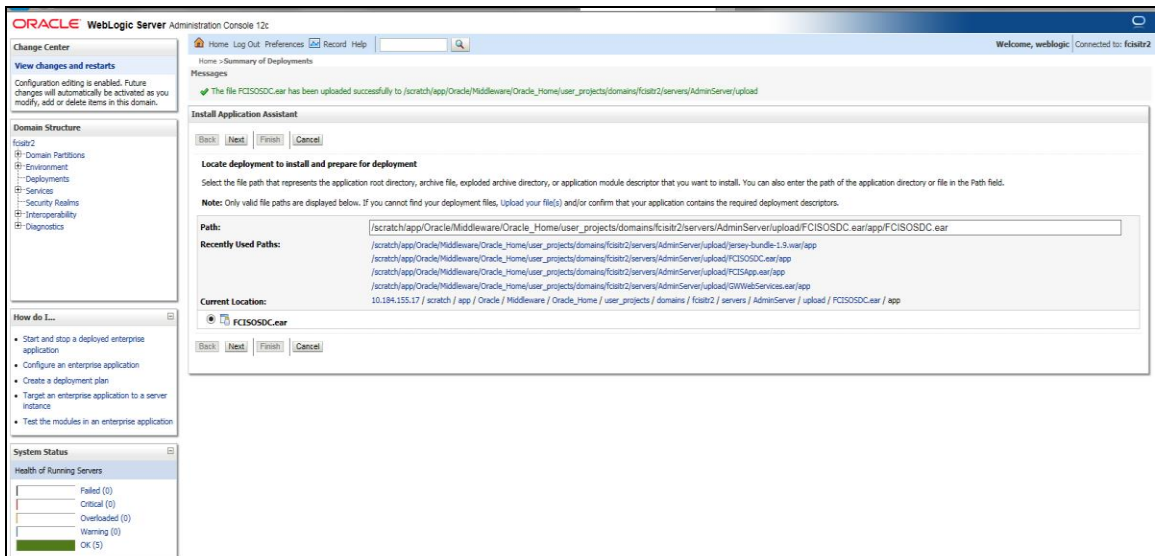 ORACLE WebLogic Server Administration Console 12c
Change Center
View changes and restarts
Configuration editing is enabled. Future
changes will automatically be activated as you
modify, add or delete items in this domain.
Domain Structure
fcisitr2
Domain Partitions
Environment
Deployments
Services
Security Realms
Interoperability
Diagnostics
How do I...
Start and stop a deployed enterprise
application
Configure an enterprise application
Create a deployment plan
Target an enterprise application to a server
instance
Test the modules in an enterprise application
System Status
Health of Running Servers
Failed (0)
Critical (0)
Overloaded (0)
Warning (0)
OK (5)
Home Log Out Preferences Record Help
Welcome, weblogic Connected to: fcisitr2
Home >Summary of Deployments
Messages
The file FCISOSDC.ear has been uploaded successfully to /scratch/app/Oracle/Middleware/Oracle_Home/user_projects/domains/fcisitr2/servers/AdminServer/upload
Install Application Assistant
Back Next Finish Cancel
Locate deployment to install and prepare for deployment
Select the file path that represents the application root directory, archive file, exploded archive directory, or application module descriptor that you want to install. You can also enter the path of the application directory or file in the Path field.
Note: Only valid file paths are displayed below. If you cannot find your deployment files, Upload your file(s) and/or confirm that your application contains the required deployment descriptors.
Path: /scratch/app/Oracle/Middleware/Oracle_Home/user_projects/domains/fcisitr2/servers/AdminServer/upload/FCISOSDC.ear/app/FCISOSDC.ear
Recently Used Paths: /scratch/app/Oracle/Middleware/Oracle_Home/user_projects/domains/fcisitr2/servers/AdminServer/upload/jersey-bundle-1.9.war/app
/scratch/app/Oracle/Middleware/Oracle_Home/user_projects/domains/fcisitr2/servers/AdminServer/upload/FCISOSDC.ear/app
/scratch/app/Oracle/Middleware/Oracle_Home/user_projects/domains/fcisitr2/servers/AdminServer/upload/FCISApp.ear/app
/scratch/app/Oracle/Middleware/Oracle_Home/user_projects/domains/fcisitr2/servers/AdminServer/upload/GWWebServices.ear/app
Current Location: 10.184.155.17 / scratch / app / Oracle / Middleware / Oracle_Home / user_projects / domains / fcisitr2 / servers / AdminServer / upload / FCISOSDC.ear / app
FCISOSDC.ear
Back Next Finish Cancel